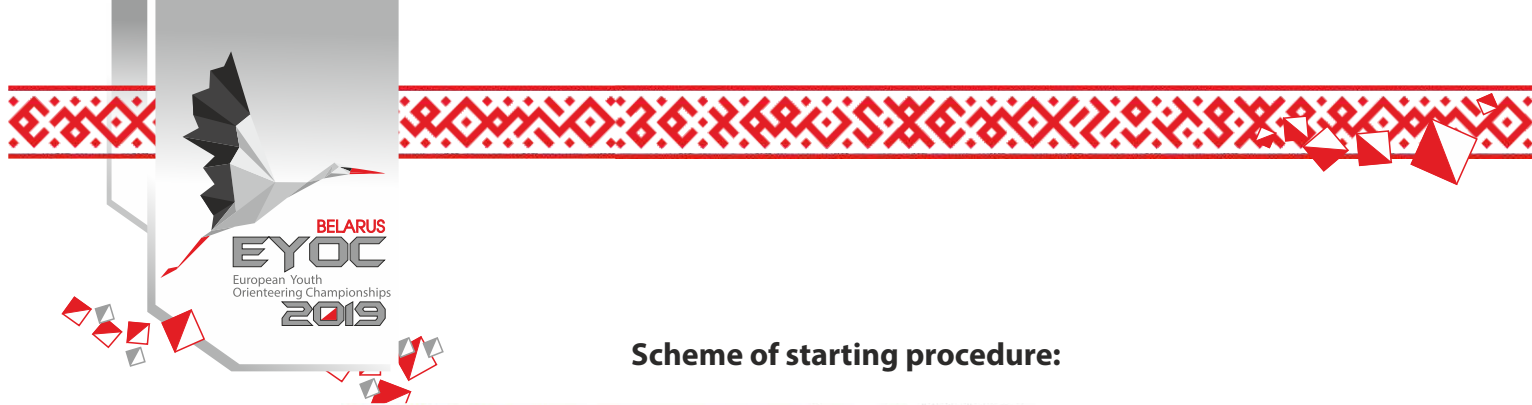 BELARUS
EYOC
European Youth
Orienteering Championships
2019
Scheme of starting procedure: